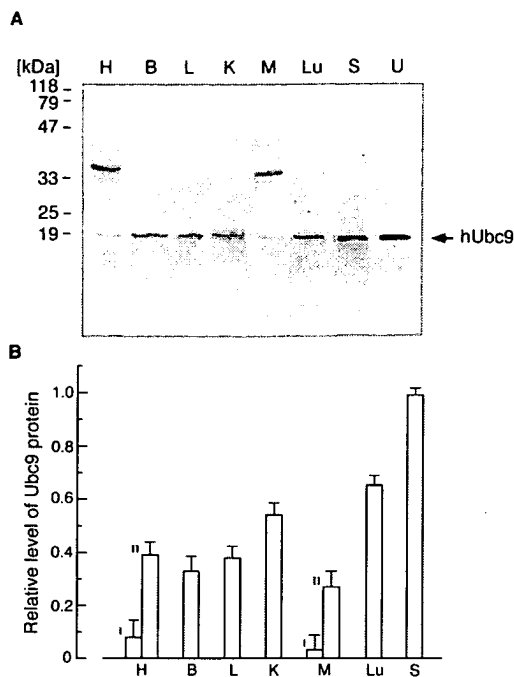 A
[kDa] H B L K M Lu S U
118 -
79 -
47 -
33 -
25 -
19 -
hUbc9
B
Relative level of Ubc9 protein
1.0
0.8
0.6
0.4
0.2
0
I II
I II
H B L K M Lu S